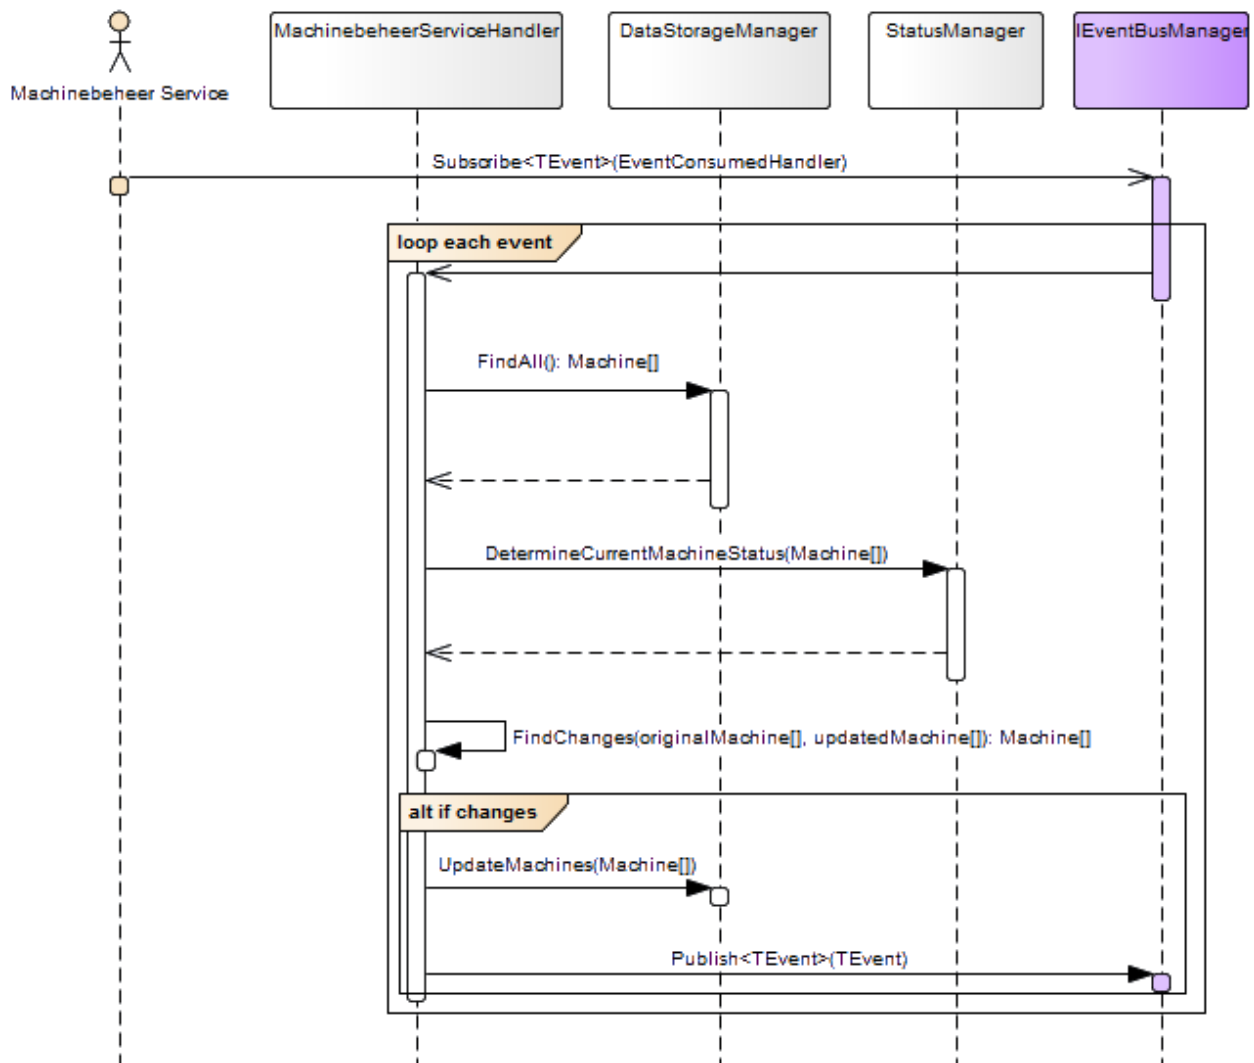 MachinebeheerServiceHandler
DataStorageManager
StatusManager
IEventBusManager
Machinebeheer Service
Subscribe<TEvent>(EventConsumedHandler)
loop each event
FindAll(): Machine[]
DetermineCurrentMachineStatus(Machine[])
FindChanges(originalMachine[], updatedMachine[]): Machine[]
alt if changes
UpdateMachines(Machine[])
Publish<TEvent>(TEvent)